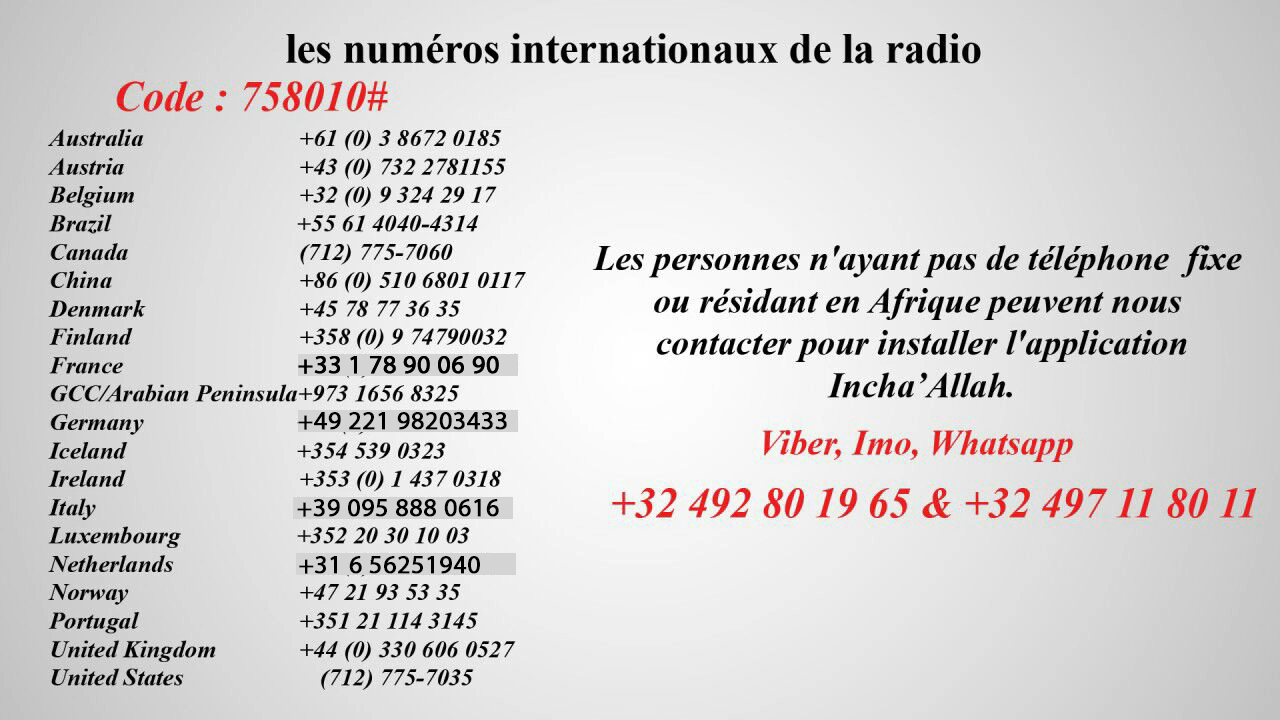 les numéros internationaux de la radio
Code : 758010#
Australia +61 (0) 3 8672 0185
Austria +43 (0) 732 2781155
Belgium +32 (0) 9 324 29 17
Brazil +55 61 4040-4314
Canada (712) 775-7060
China +86 (0) 510 6801 0117
Denmark +45 78 77 36 35
Finland +358 (0) 9 74790032
France +33 1 78 90 06 90
GCC/Arabian Peninsula +973 1656 8325
Germany +49 221 98203433
Iceland +354 539 0323
Ireland +353 (0) 1 437 0318
Italy +39 095 888 0616
Luxembourg +352 20 30 10 03
Netherlands +31 6 56251940
Norway +47 21 93 53 35
Portugal +351 21 114 3145
United Kingdom +44 (0) 330 606 0527
United States (712) 775-7035
Les personnes n'ayant pas de téléphone fixe
ou résidant en Afrique peuvent nous
contacter pour installer l'application
Incha’Allah.
Viber, Imo, Whatsapp
+32 492 80 19 65 & +32 497 11 80 11